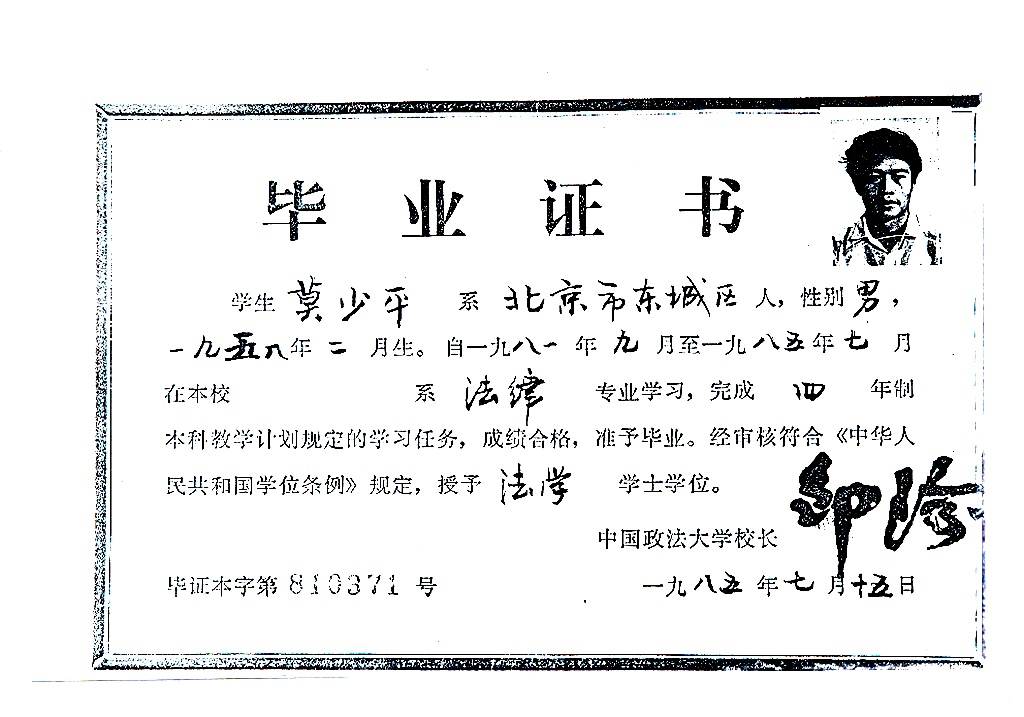 毕业证书
学生 莫少平 系 北京市东城区 人，性别 男，
一九五八年 二 月生。自一九八一 年 九 月至一九八五年 七 月
在本校 系 法律 专业学习，完成 四 年制
本科教学计划规定的学习任务，成绩合格，准予毕业。经审核符合《中华人
民共和国学位条例》规定，授予 法学 学士学位。
中国政法大学校长
毕证本字第 810371 号 一九八五 年 七 月 十五 日